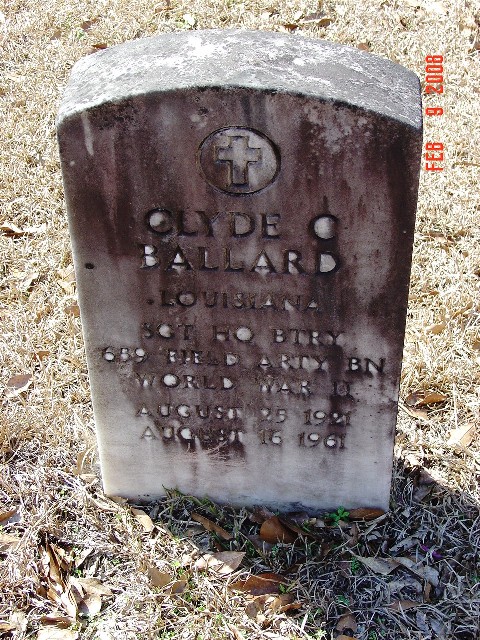 CLYDE C
BALLARD
LOUISIANA
SGT HQ BTRY
689 FIELD ARTY BN
WORLD WAR II
AUGUST 25 1921
AUGUST 16 1961
FEB 9 2008